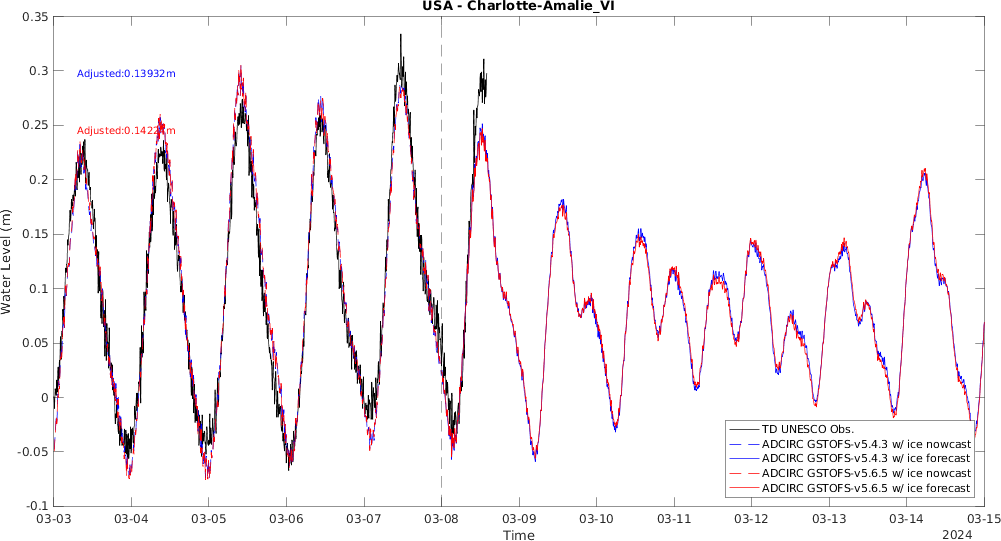 USA - Charlotte-Amalie_VI
0.35
0.3
0.25
0.2
0.15
0.1
0.05
0
-0.05
-0.1
Water Level (m)
Adjusted:0.13932m
Adjusted:0.1422 m
TD UNESCO Obs.
ADCIRC GSTOFS-v5.4.3 w/ ice nowcast
ADCIRC GSTOFS-v5.4.3 w/ ice forecast
ADCIRC GSTOFS-v5.6.5 w/ ice nowcast
ADCIRC GSTOFS-v5.6.5 w/ ice forecast
03-03 03-04 03-05 03-06 03-07 03-08 03-09 03-10 03-11 03-12 03-13 03-14 03-15
Time
2024